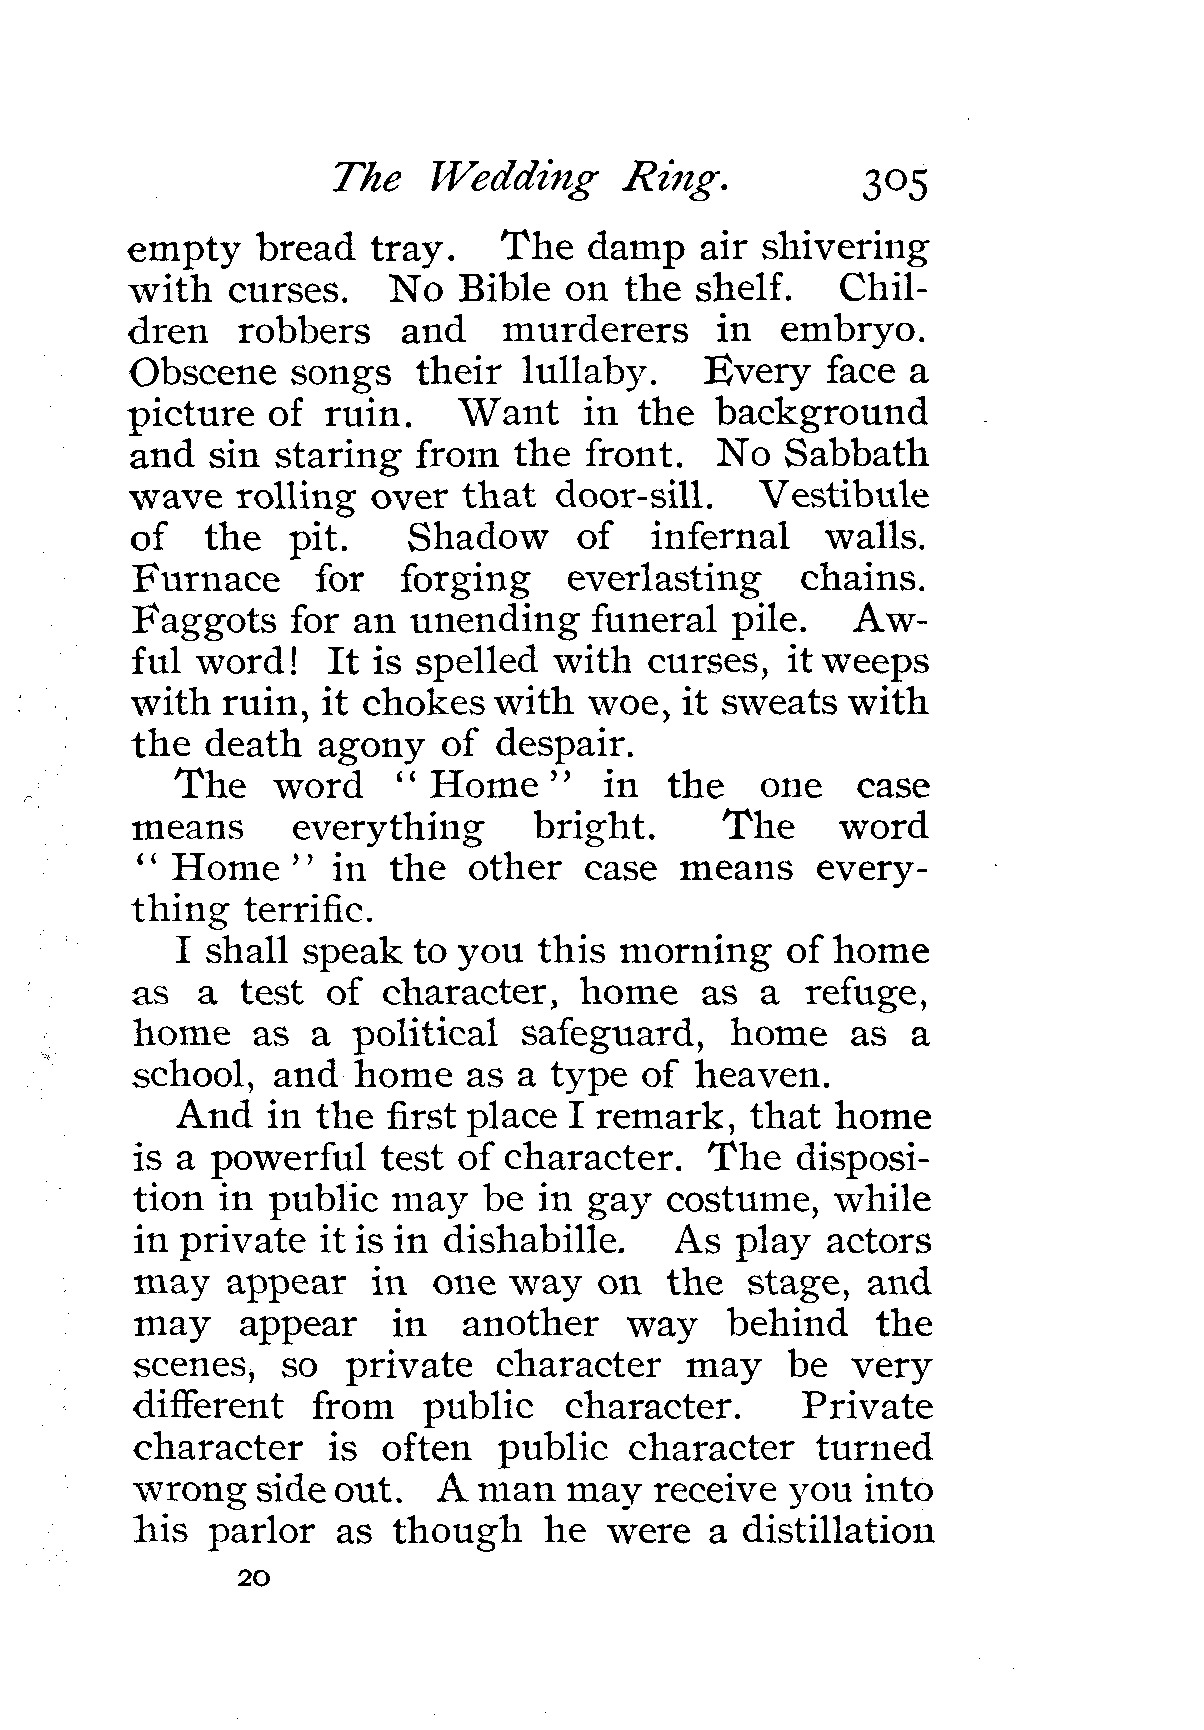 The Wedding Ring. 305
empty bread tray. The damp air shivering
with curses. No Bible on the shelf. Chil-
dren robbers and murderers in embryo.
Obscene songs their lullaby. Every face a
picture of ruin. Want in the background
and sin staring from the front. No Sabbath
wave rolling over that door-sill. Vestibule
of the pit. Shadow of infernal walls.
Furnace for forging everlasting chains.
Faggots for an unending funeral pile. Aw-
ful word! It is spelled with curses, it weeps
with ruin, it chokes with woe, it sweats with
the death agony of despair.
The word “ Home ” in the one case
means everything bright. The word
“ Home ” in the other case means every-
thing terrific.
I shall speak to you this morning of home
as a test of character, home as a refuge,
home as a political safeguard, home as a
school, and home as a type of heaven.
And in the first place I remark, that home
is a powerful test of character. The disposi-
tion in public may be in gay costume, while
in private it is in dishabille. As play actors
may appear in one way on the stage, and
may appear in another way behind the
scenes, so private character may be very
different from public character. Private
character is often public character turned
wrong side out. A man may receive you into
his parlor as though he were a distillation
20